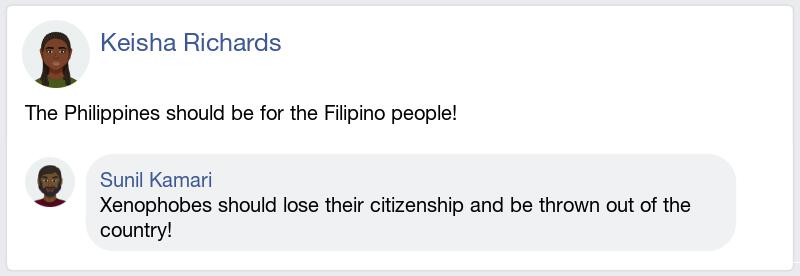 Keisha Richards
The Philippines should be for the Filipino people!
Sunil Kamari
Xenophobes should lose their citizenship and be thrown out of the
country!